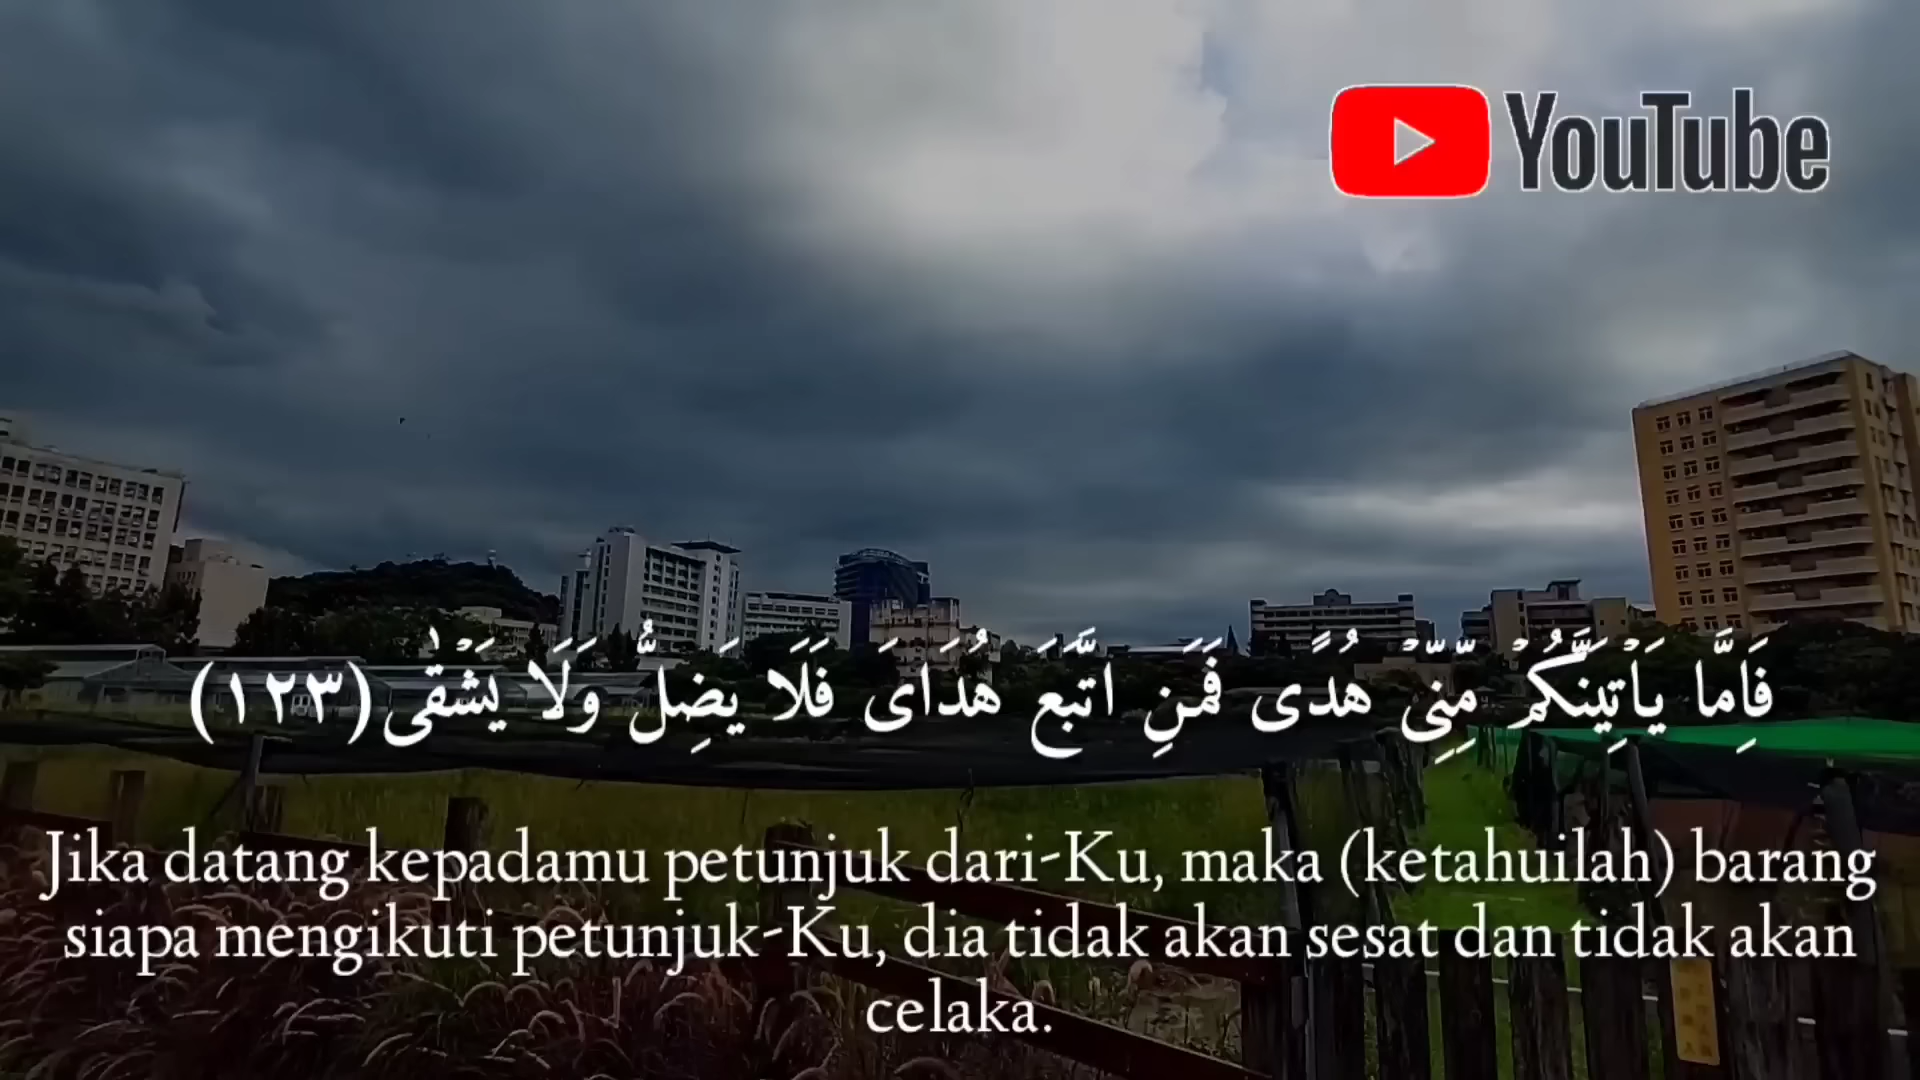 YouTube
فَاِمَّا يَاۡتِيَنَّكُمۡ مِّنِّىۡ هُدًى فَمَنِ اتَّبَعَ هُدَاىَ فَلَا يَضِلُّ وَلَا يَشۡقٰى (١٢٣)
Jika datang kepadamu petunjuk dari-Ku, maka (ketahuilah) barang
siapa mengikuti petunjuk-Ku, dia tidak akan sesat dan tidak akan
celaka.